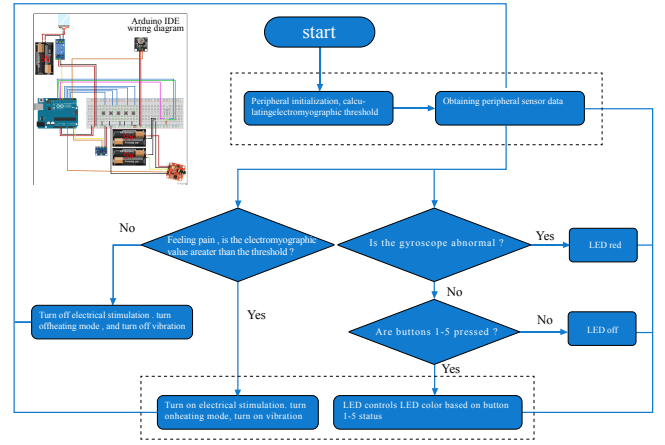 Arduino IDE
wiring diagram
start
Peripheral initialization, calcu-
latingelectromyographic threshold
Obtaining peripheral sensor data
No
Feeling pain , is the electromyographic
value areater than the threshold ?
Is the gyroscope abnormal ?
Yes
LED red
Turn off electrical stimulation . turn
offheating mode , and turn off vibration
Yes
No
Are buttons 1-5 pressed ?
No
LED off
Yes
Turn on electrical stimulation. turn
onheating mode, turn on vibration
LED controls LED color based on button
1-5 status